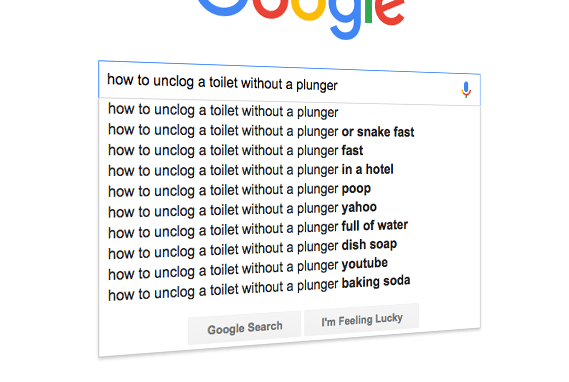 Google
how to unclog a toilet without a plunger
how to unclog a toilet without a plunger
how to unclog a toilet without a plunger or snake fast
how to unclog a toilet without a plunger fast
how to unclog a toilet without a plunger in a hotel
how to unclog a toilet without a plunger poop
how to unclog a toilet without a plunger yahoo
how to unclog a toilet without a plunger full of water
how to unclog a toilet without a plunger dish soap
how to unclog a toilet without a plunger youtube
how to unclog a toilet without a plunger baking soda
Google Search I'm Feeling Lucky